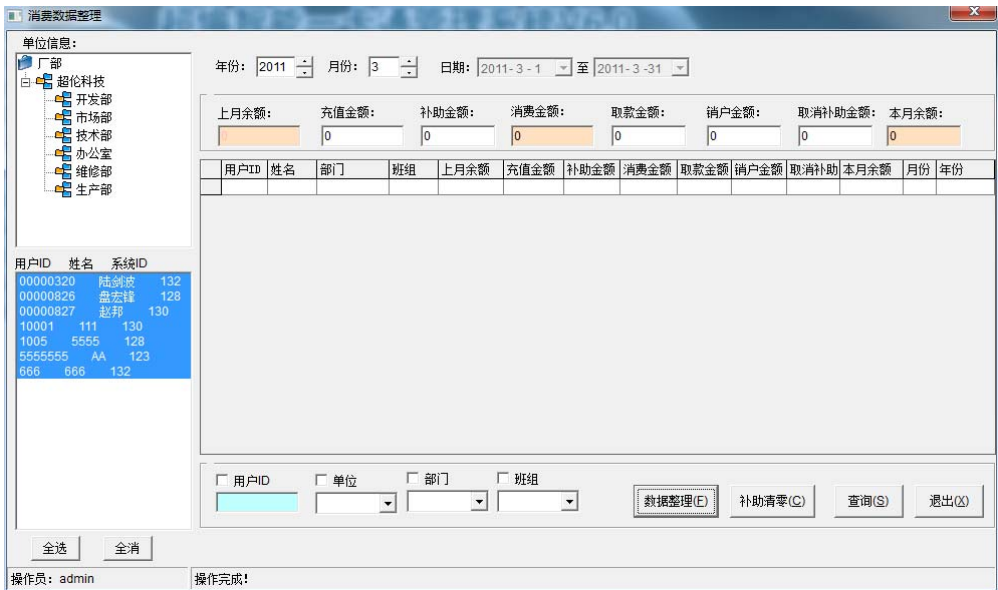 消费数据整理
单位信息:
厂部
超伦科技
开发部
市场部
技术部
办公室
维修部
生产部
年份: 2011 月份: 3 日期: 2011- 3 - 1 至 2011- 3 -31
上月余额: 充值金额: 补助金额: 消费金额: 取款金额: 销户金额: 取消补助金额: 本月余额:
0 0 0 0 0 0 0 0
用户ID 姓名 部门 班组 上月余额 充值金额 补助金额 消费金额 取款金额 销户金额 取消补助 本月余额 月份 年份
用户ID 姓名 系统ID
00000320 陆剑波 132
00000826 盘宏锋 128
00000827 赵邦 130
10001 111 130
1005 5555 128
5555555 AA 123
666 666 132
用户ID 单位 部门 班组
数据整理(F) 补助清零(C) 查询(S) 退出(X)
全选 全消
操作员: admin 操作完成!